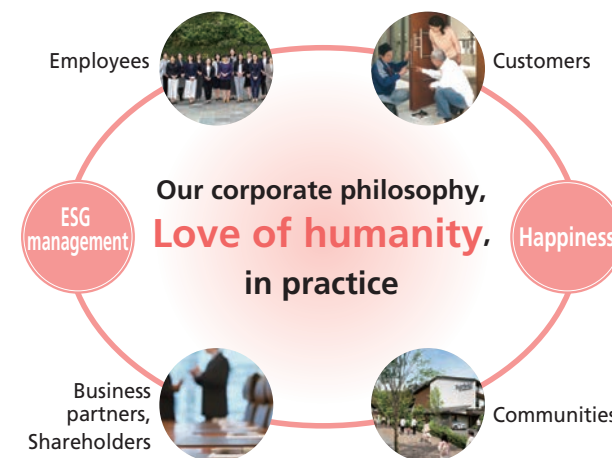 Employees
Customers
Our corporate philosophy,
ESG
management
Love of humanity,
Happiness
in practice
Business
partners,
Shareholders
Communities